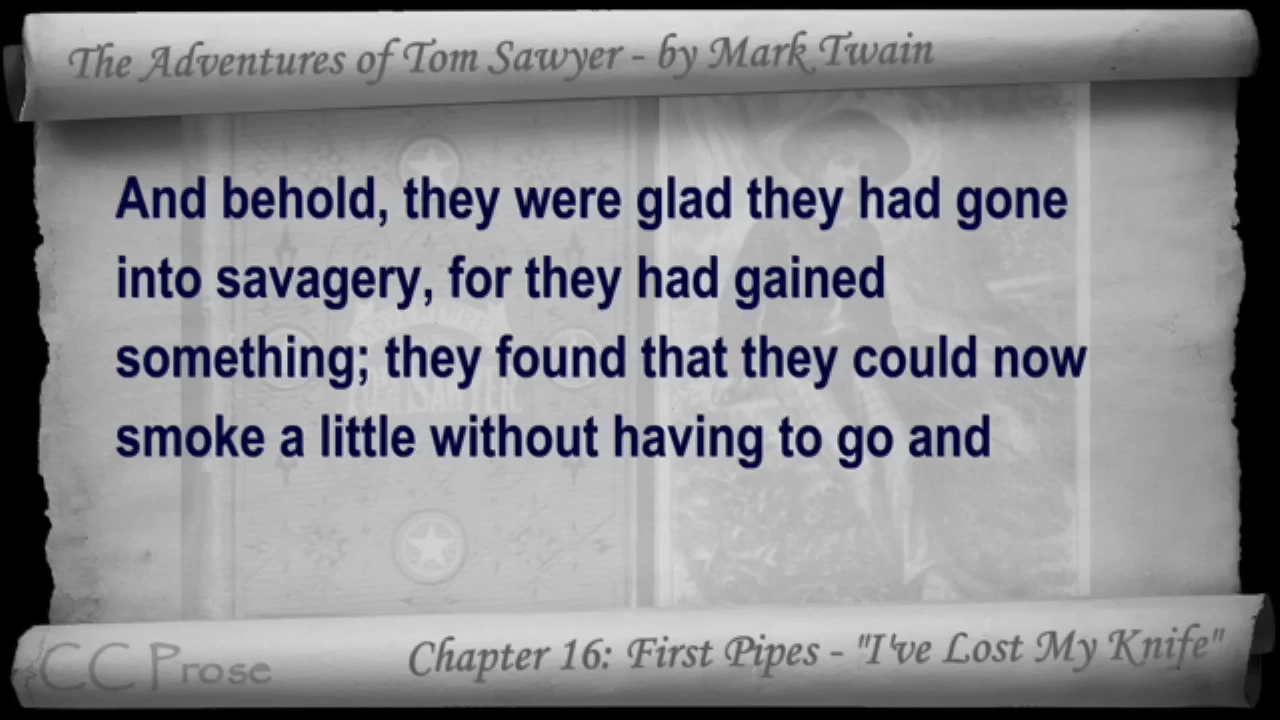 The Adventures of Tom Sawyer - by Mark Twain
And behold, they were glad they had gone
into savagery, for they had gained
something; they found that they could now
smoke a little without having to go and
CC Prose
Chapter 16: First Pipes - "I've Lost My Knife"